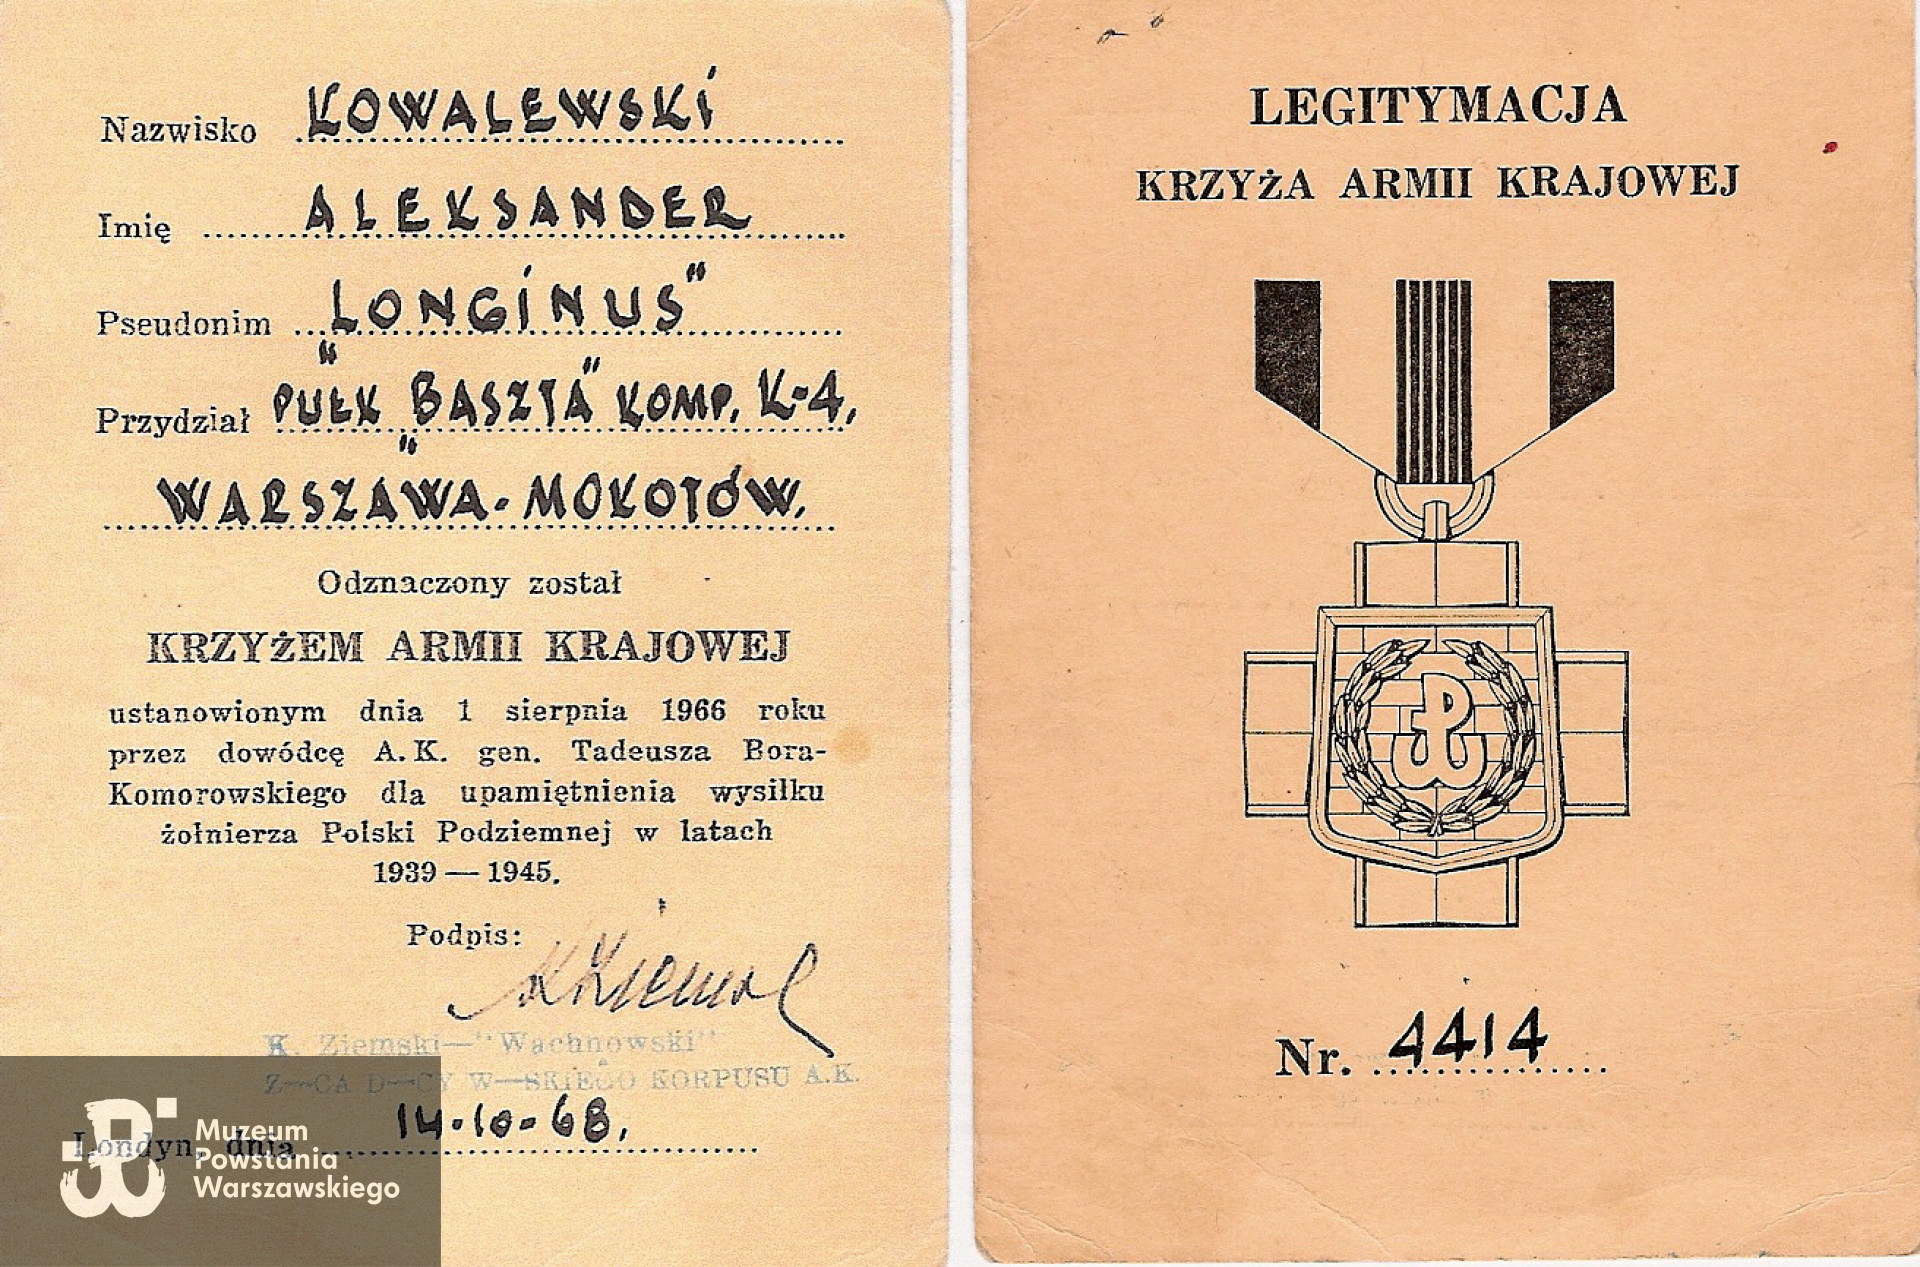 Nazwisko KOWALEWSKI
Imię ALEKSANDER
Pseudonim "LONGINUS"
Przydział PUŁK "BASZTA" KOMP. K-4,
WARSZAWA-MOKOTÓW.
Odznaczony został
KRZYŻEM ARMII KRAJOWEJ
ustanowionym dnia 1 sierpnia 1966 roku
przez dowódcę A.K. gen. Tadeusza Bora-
Komorowskiego dla upamiętnienia wysiłku
żołnierza Polski Podziemnej w latach
1939 — 1945.
Podpis:
K. Ziemski—"Wachnowski"
Z—CA D—CY W—SKIEGO KORPUSU A.K.
Londyn, dnia 14-10-68.
Muzeum
Powstania
Warszawskiego
LEGITYMACJA
KRZYŻA ARMII KRAJOWEJ
Nr. 4414